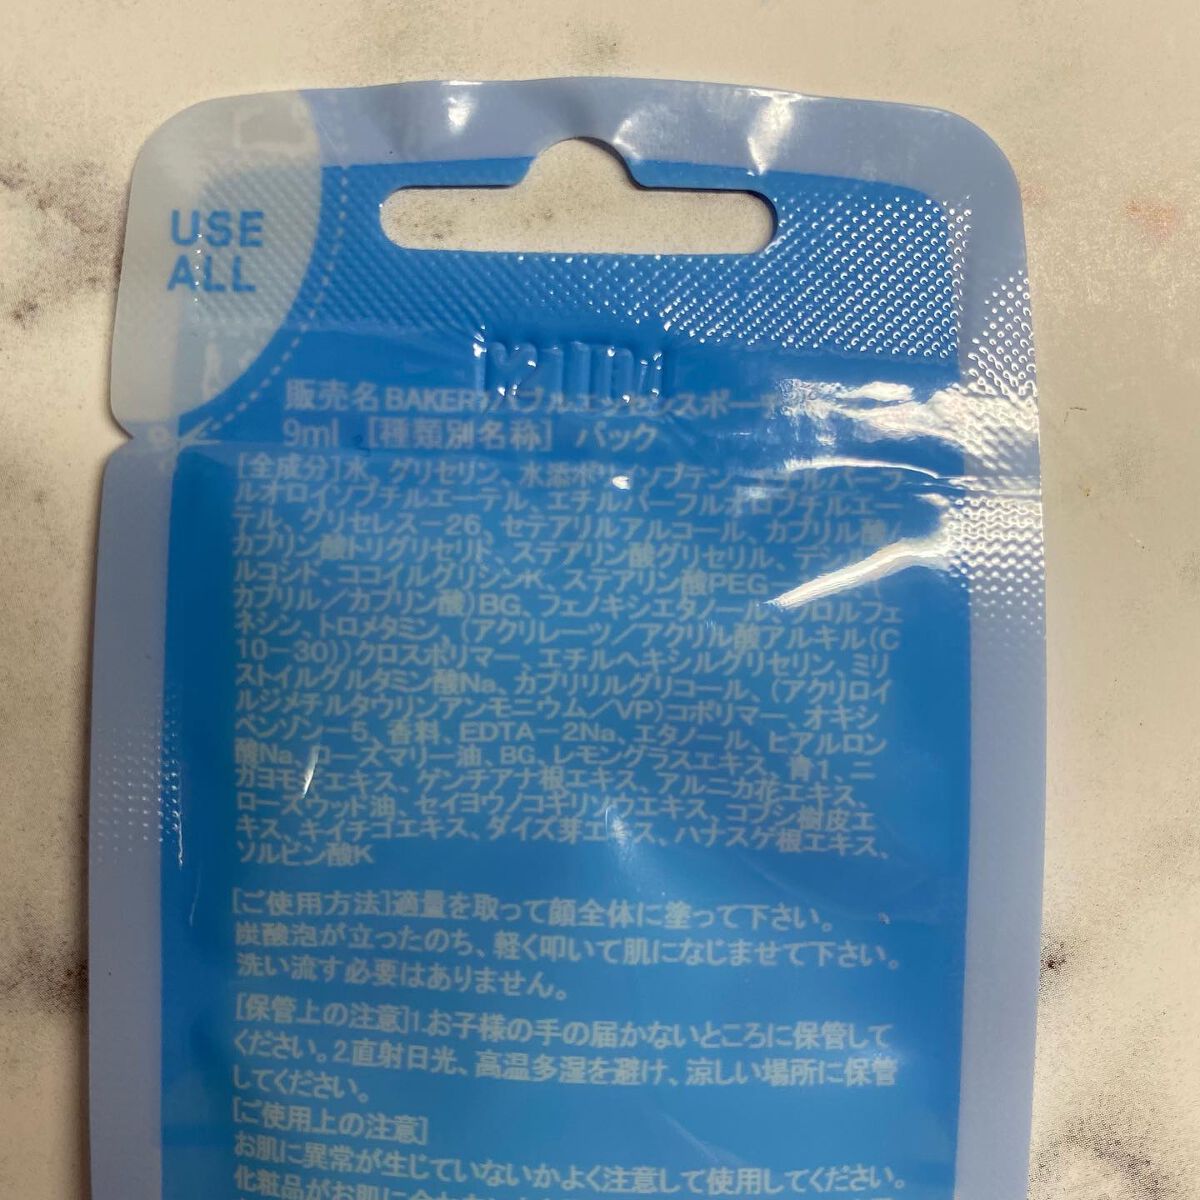 USE
ALL
販売名 BAKERY バブルエッセンスポー
9ml [種類別名称] パック
[全成分]水、グリセリン、水添ポリイソブテン、
ルオロイソブチルエーテル、エチルパーフルオロブチルエー
テル、グリセレス-26、セテアリルアルコール、カプリル酸/
カプリン酸トリグリセリド、ステアリン酸グリセリル、デシル
ルコシド、ココイルグリシンK、ステアリン酸PEG-
カプリル/カプリン酸)BG、フェノキシエタノール、クロルフェ
ネシン、トロメタミン、(アクリレーツ/アクリル酸アルキル(C
10-30))クロスポリマー、エチルヘキシルグリセリン、ミリ
ストイルグルタミン酸Na、カプリリルグリコール、(アクリロイ
ルジメチルタウリンアンモニウム/VP)コポリマー、オキシ
ベンゾン-5、香料、EDTA-2Na、エタノール、ヒアルロン
酸Na、ローズマリー油、BG、レモングラスエキス、青1、ニ
ガヨモギエキス、ゲンチアナ根エキス、アルニカ花エキス、
ローズウッド油、セイヨウノコギリソウエキス、コブシ樹皮エ
キス、キイチゴエキス、ダイズ芽エキス、ハナスゲ根エキス、
ソルビン酸K
[ご使用方法]適量を取って顔全体に塗って下さい。
炭酸泡が立ったのち、軽く叩いて肌になじませて下さい。
洗い流す必要はありません。
[保管上の注意]1.お子様の手の届かないところに保管して
ください。2直射日光、高温多湿を避け、涼しい場所に保管
してください。
[ご使用上の注意]
お肌に異常が生じていないかよく注意して使用してください。
化粧品がお肌に合わない